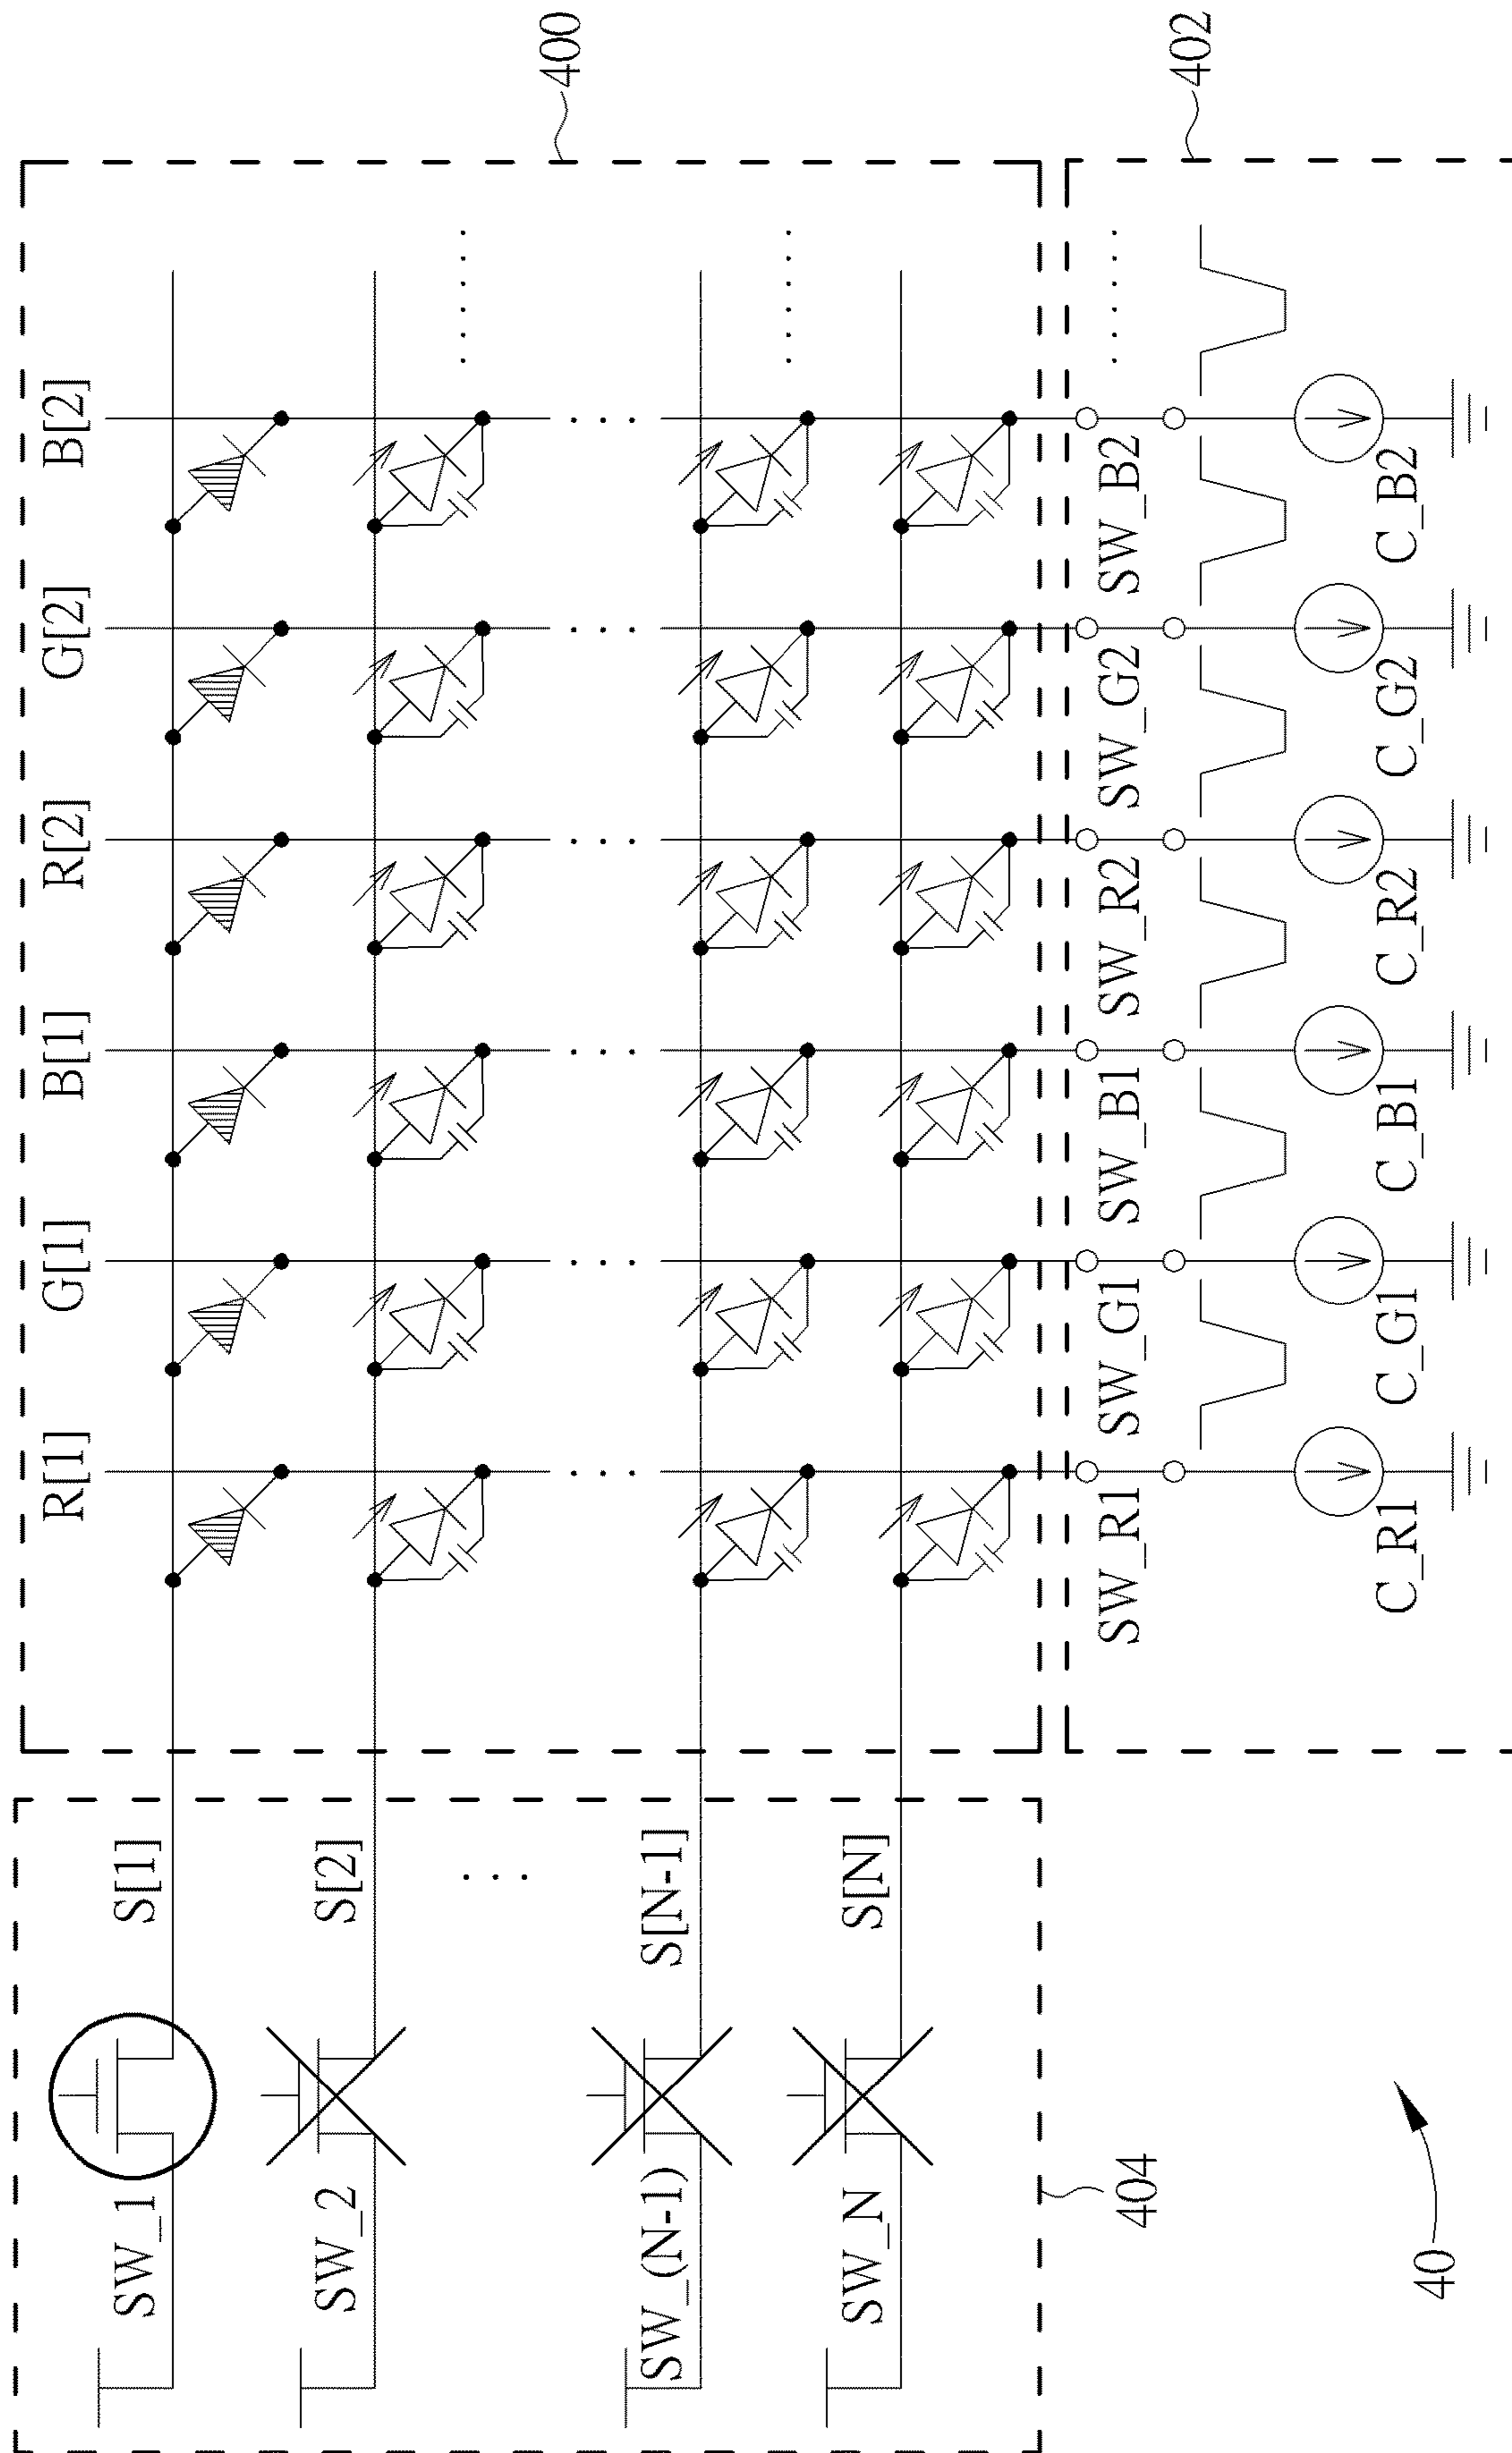 R[1] G[1] B[1] R[2] G[2] B[2]
SW_1 S[1]
SW_2 S[2]
400
SW_(N-1) S[N-1]
SW_N S[N]
SW_R1 SW_G1 SW_B1 SW_R2 SW_G2 SW_B2
404
402
C_R1 C_G1 C_B1 C_R2 C_G2 C_B2
40